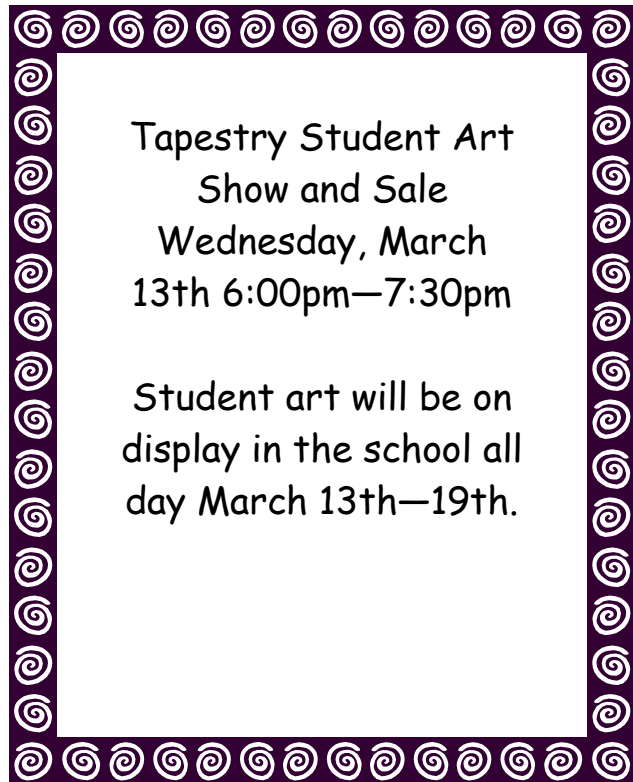 Tapestry Student Art
Show and Sale
Wednesday, March
13th 6:00pm—7:30pm
Student art will be on
display in the school all
day March 13th—19th.